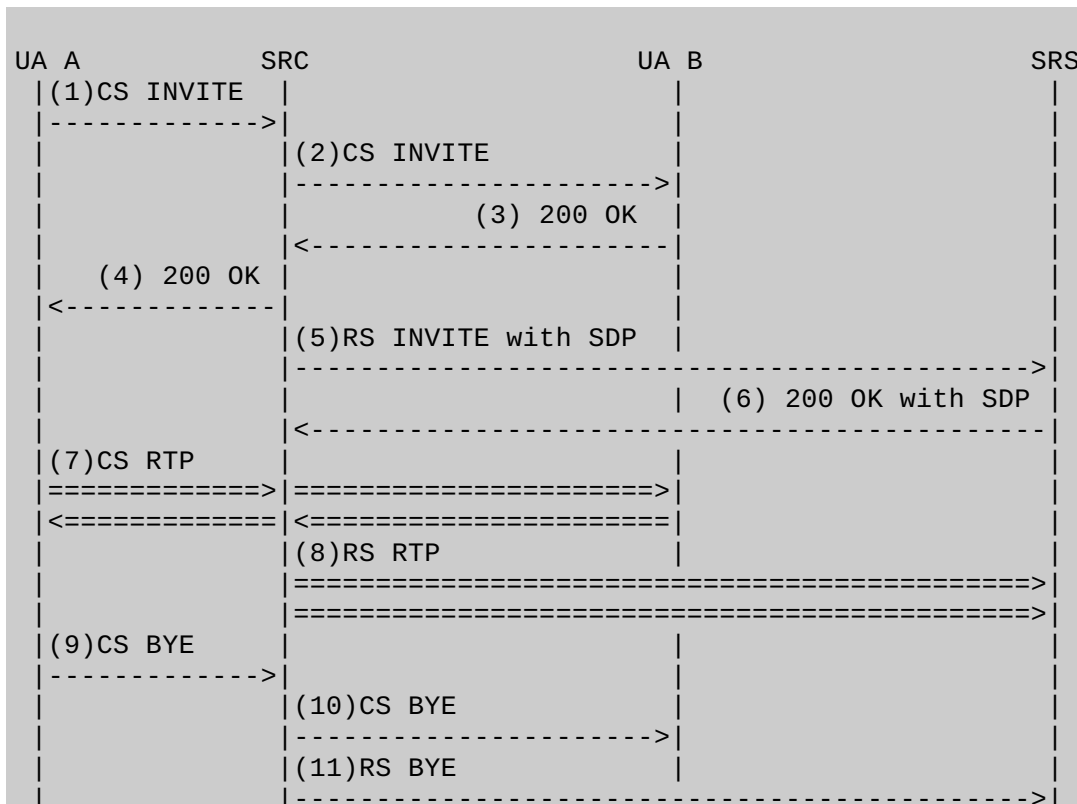 UA A SRC UA B SRS
(1)CS INVITE
(2)CS INVITE
(3) 200 OK
(4) 200 OK
(5)RS INVITE with SDP
(6) 200 OK with SDP
(7)CS RTP
(8)RS RTP
(9)CS BYE
(10)CS BYE
(11)RS BYE